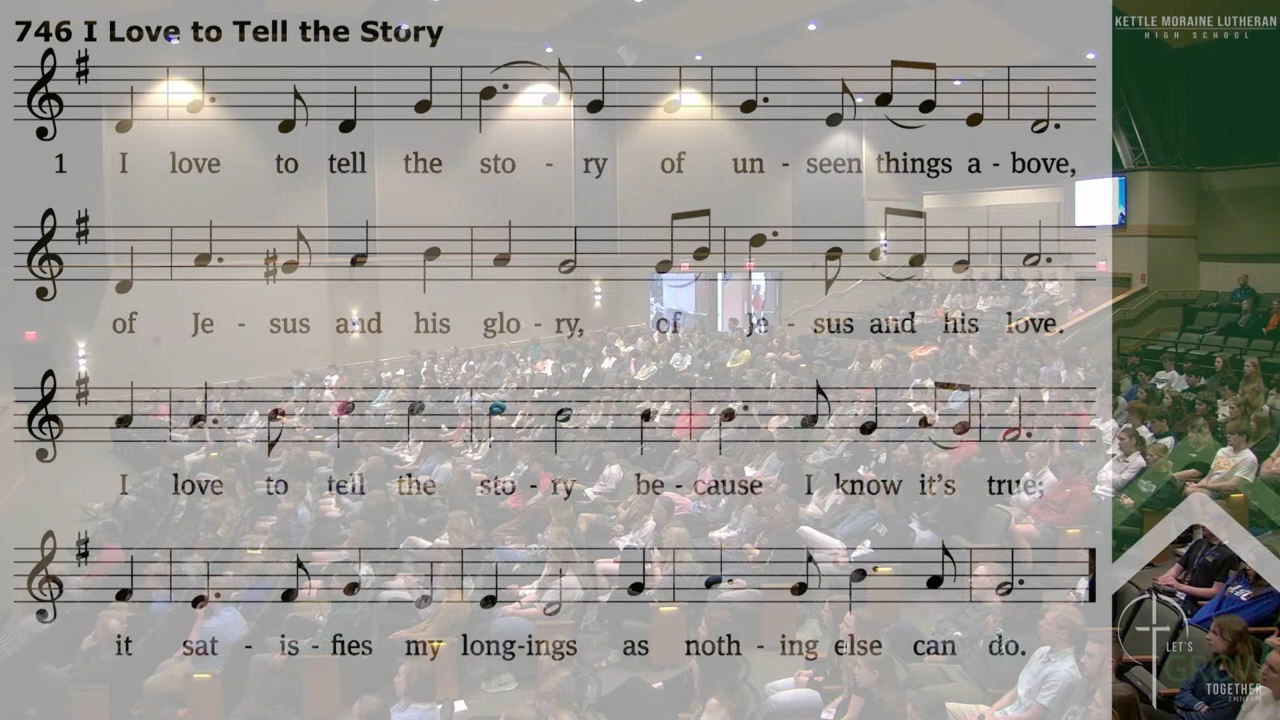 746 I Love to Tell the Story
KETTLE MORAINE LUTHERAN
HIGH SCHOOL
1 I love to tell the sto - ry of un - seen things a - bove,
of Je - sus and his glo - ry, of Je - sus and his love.
I love to tell the sto - ry be - cause I know it's true;
it sat - is - fies my long-ings as noth - ing else can do.
LET'S
GROW
TOGETHER